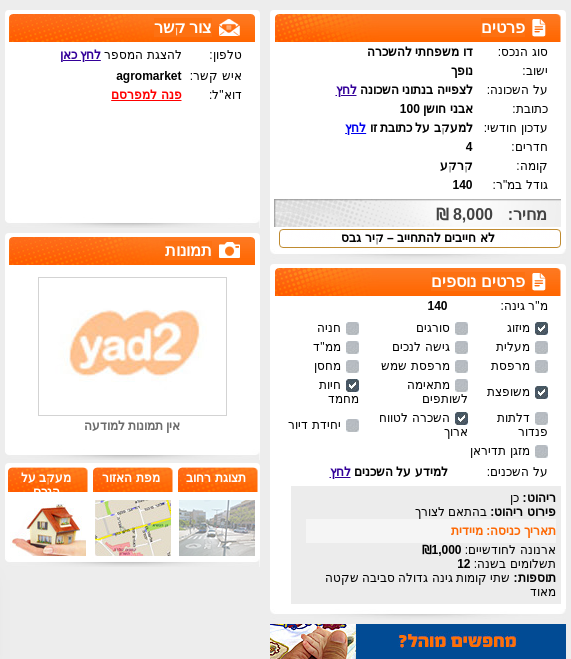 פרטים
סוג הנכס: דו משפחתי להשכרה
ישוב: נופך
על השכונה: לצפייה בנתוני השכונה לחץ
כתובת: אבני חושן 100
עדכון חודשי: למעקב על כתובת זו לחץ
חדרים: 4
קומה: קרקע
גודל במ"ר: 140
מחיר: 8,000 ₪
לא חייבים להתחייב – קיר גבס
פרטים נוספים
מ"ר גינה: 140
מיזוג סורגים חניה
מעלית גישה לנכים ממ"ד
מרפסת מרפסת שמש מחסן
משופצת מתאימה לשותפים חיות מחמד
דלתות פנדור השכרה לטווח ארוך יחידת דיור
מזגן תדיראן
על השכנים: למידע על השכנים לחץ
ריהוט: כן
פירוט ריהוט: בהתאם לצורך
תאריך כניסה: מיידית
ארנונה לחודשיים: 1,000₪
תשלומים בשנה: 12
תוספות: שתי קומות גינה גדולה סביבה שקטה
מאוד
מחפשים מוהל?
צור קשר
טלפון: להצגת המספר לחץ כאן
איש קשר: agromarket
דוא"ל: פנה למפרסם
תמונות
yad2
אין תמונות למודעה
תצוגת רחוב
מפת האזור
מעקב על
הנכס